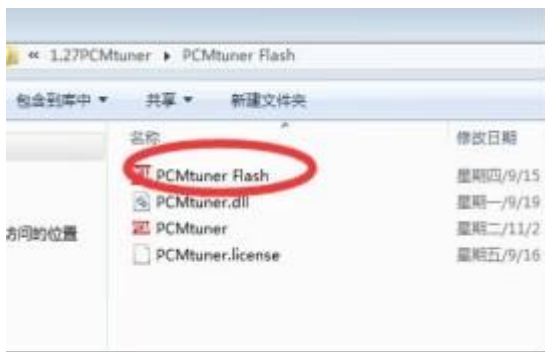 « 1.27PCMtuner ▸ PCMtuner Flash
包含到库中 ▼ 共享 ▼ 新建文件夹
名称 修改日期
PCMtuner Flash 星期四/9/15
PCMtuner.dll 星期一/9/19
访问的位置 PCMtuner 星期二/11/2
PCMtuner.license 星期五/9/16